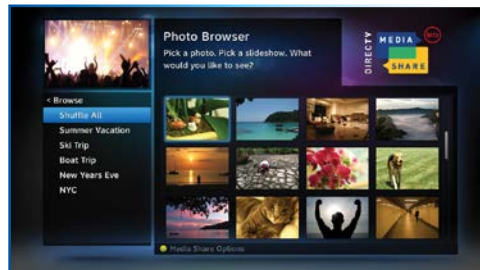 Photo Browser
Pick a photo. Pick a slideshow. What
would you like to see?
DIRECTV
MEDIA
BETA
SHARE
< Browse
Shuffle All
Summer Vacation
Ski Trip
Boat Trip
New Years Eve
NYC
Media Share Options